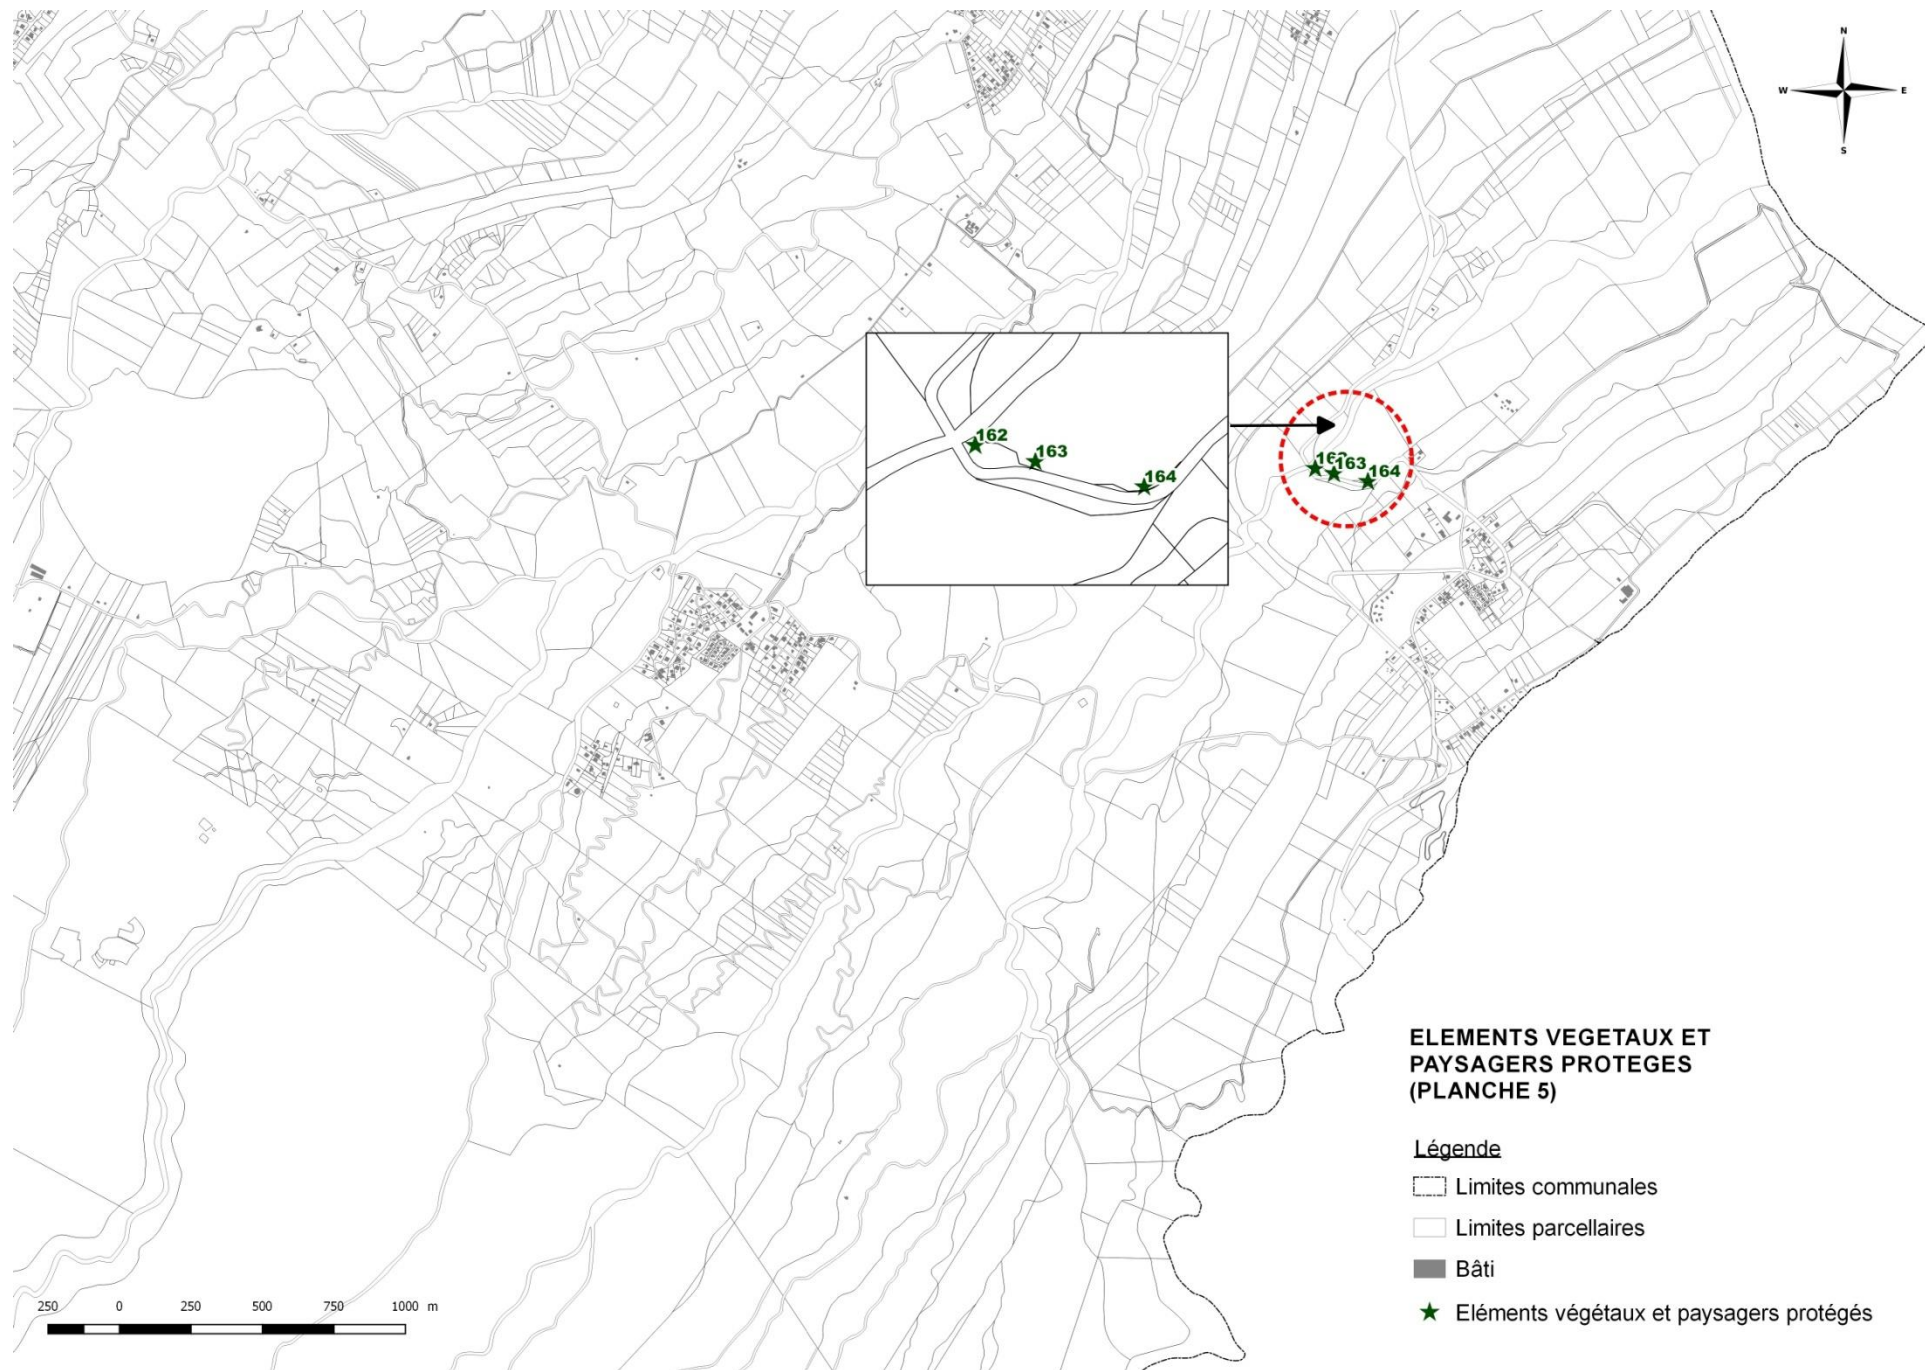 N
W
E
S
162
163
164
163
164
ELEMENTS VEGETAUX ET
PAYSAGERS PROTEGES
(PLANCHE 5)
Légende
Limites communales
Limites parcellaires
Bâti
Eléments végétaux et paysagers protégés
250 0 250 500 750 1000 m